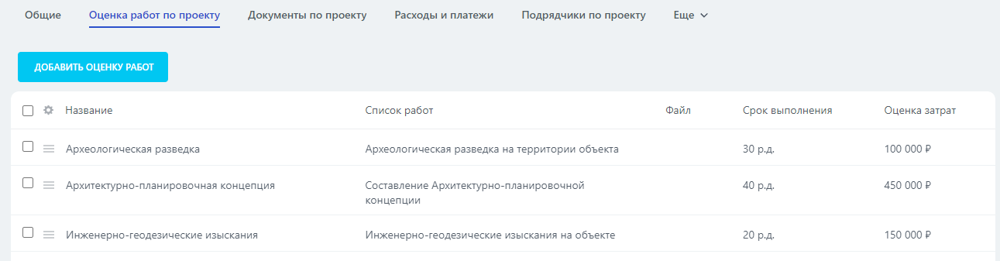 Общие Оценка работ по проекту Документы по проекту Расходы и платежи Подрядчики по проекту Еще
ДОБАВИТЬ ОЦЕНКУ РАБОТ
Название Список работ Файл Срок выполнения Оценка затрат
Археологическая разведка Археологическая разведка на территории объекта 30 р.д. 100 000 ₽
Архитектурно-планировочная концепция Составление Архитектурно-планировочной 40 р.д. 450 000 ₽
концепции
Инженерно-геодезические изыскания Инженерно-геодезические изыскания на объекте 20 р.д. 150 000 ₽